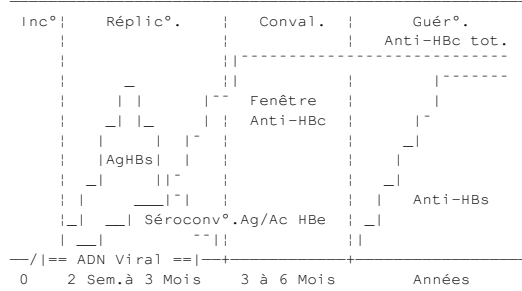 Inc° Réplic°. Conval. Guér°.
Anti-HBc tot.
Fenêtre
Anti-HBc
AgHBs
Anti-HBs
Séroconv°.Ag/Ac HBe
== ADN Viral ==
0 2 Sem.à 3 Mois 3 à 6 Mois Années